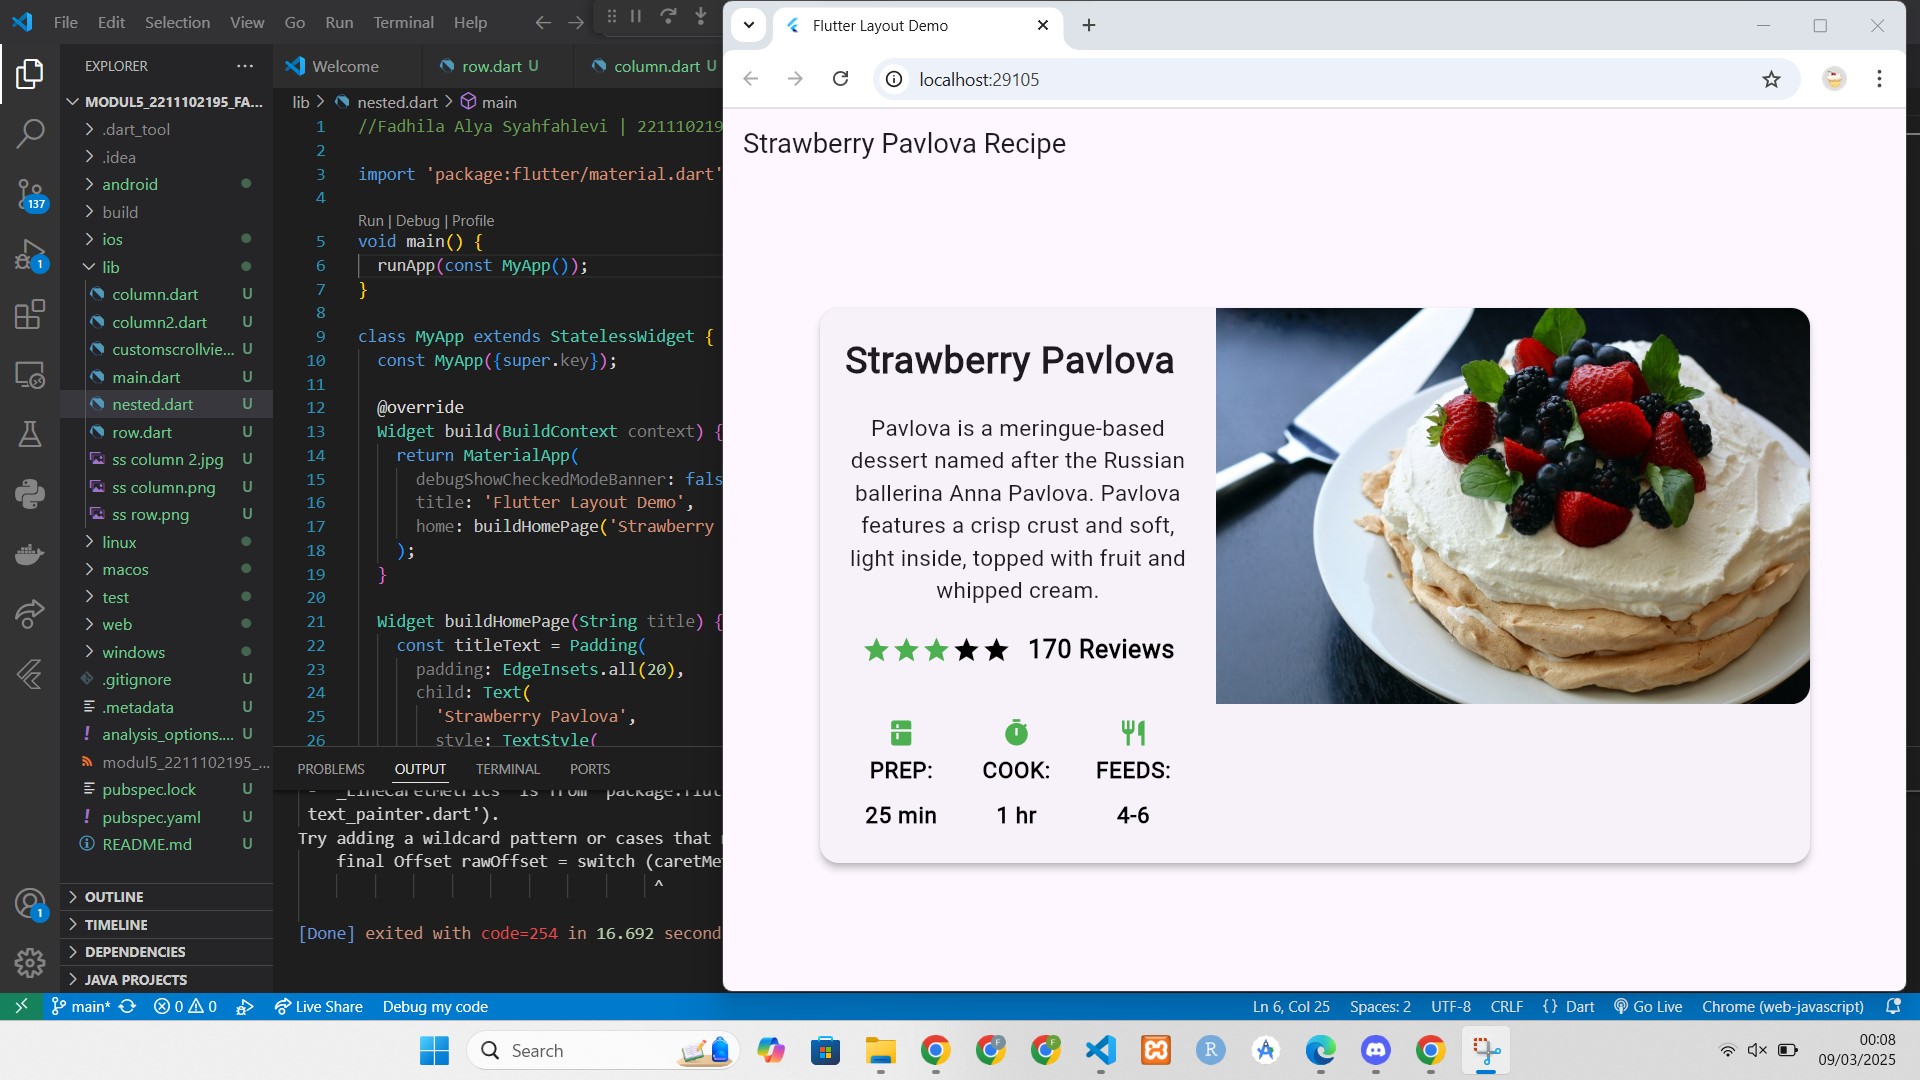 File Edit Selection View Go Run Terminal Help
EXPLORER
MODUL5_2211102195_FA...
.dart_tool
.idea
android
build
ios
lib
column.dart U
column2.dart U
customscrollvie... U
main.dart U
nested.dart U
row.dart U
ss column 2.jpg U
ss column.png U
ss row.png U
linux
macos
test
web
windows
.gitignore U
.metadata U
analysis_options.... U
modul5_2211102195_...
pubspec.lock U
pubspec.yaml U
README.md U
OUTLINE
TIMELINE
DEPENDENCIES
JAVA PROJECTS
137
1
1
Welcome row.dart U column.dart U
lib > nested.dart > main
1 //Fadhila Alya Syahfahlevi | 221110219
2
3 import 'package:flutter/material.dart'
4
Run | Debug | Profile
5 void main() {
6 runApp(const MyApp());
7 }
8
9 class MyApp extends StatelessWidget {
10 const MyApp({super.key});
11
12 @override
13 Widget build(BuildContext context) {
14 return MaterialApp(
15 debugShowCheckedModeBanner: fals
16 title: 'Flutter Layout Demo',
17 home: buildHomePage('Strawberry
18 );
19 }
20
21 Widget buildHomePage(String title) {
22 const titleText = Padding(
23 padding: EdgeInsets.all(20),
24 child: Text(
25 'Strawberry Pavlova',
26 style: TextStyle(
PROBLEMS OUTPUT TERMINAL PORTS
- '_LineCaretMetrics' is from 'package:flut
text_painter.dart').
Try adding a wildcard pattern or cases that
final Offset rawOffset = switch (caretMe
^
[Done] exited with code=254 in 16.692 second
Flutter Layout Demo
localhost:29105
Strawberry Pavlova Recipe
Strawberry Pavlova
Pavlova is a meringue-based
dessert named after the Russian
ballerina Anna Pavlova. Pavlova
features a crisp crust and soft,
light inside, topped with fruit and
whipped cream.
170 Reviews
PREP: COOK: FEEDS:
25 min 1 hr 4-6
main* 0 0 Live Share Debug my code Ln 6, Col 25 Spaces: 2 UTF-8 CRLF {} Dart Go Live Chrome (web-javascript)
Search
00:08
09/03/2025